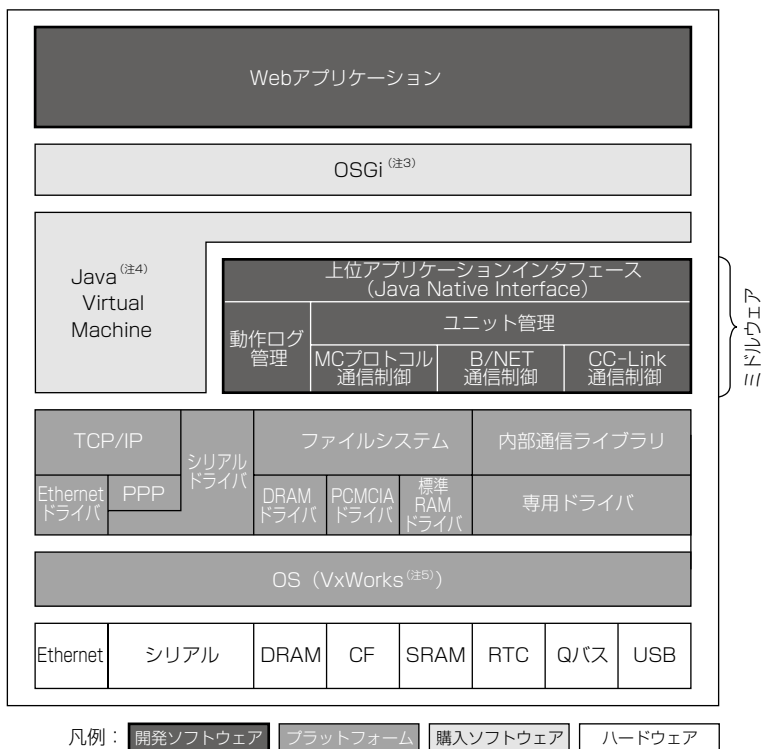 Webアプリケーション
OSGi（注3）
Java（注4）
Virtual
Machine
上位アプリケーションインタフェース
（Java Native Interface）
動作ログ
管理
ユニット管理
MCプロトコル
通信制御
B/NET
通信制御
CC-Link
通信制御
ミドルウェア
TCP/IP
シリアル
ドライバ
ファイルシステム
内部通信ライブラリ
Ethernet
ドライバ
PPP
DRAM
ドライバ
PCMCIA
ドライバ
標準
RAM
ドライバ
専用ドライバ
OS（VxWorks（注5））
Ethernet
シリアル
DRAM
CF
SRAM
RTC
Qバス
USB
凡例：
開発ソフトウェア
プラットフォーム
購入ソフトウェア
ハードウェア